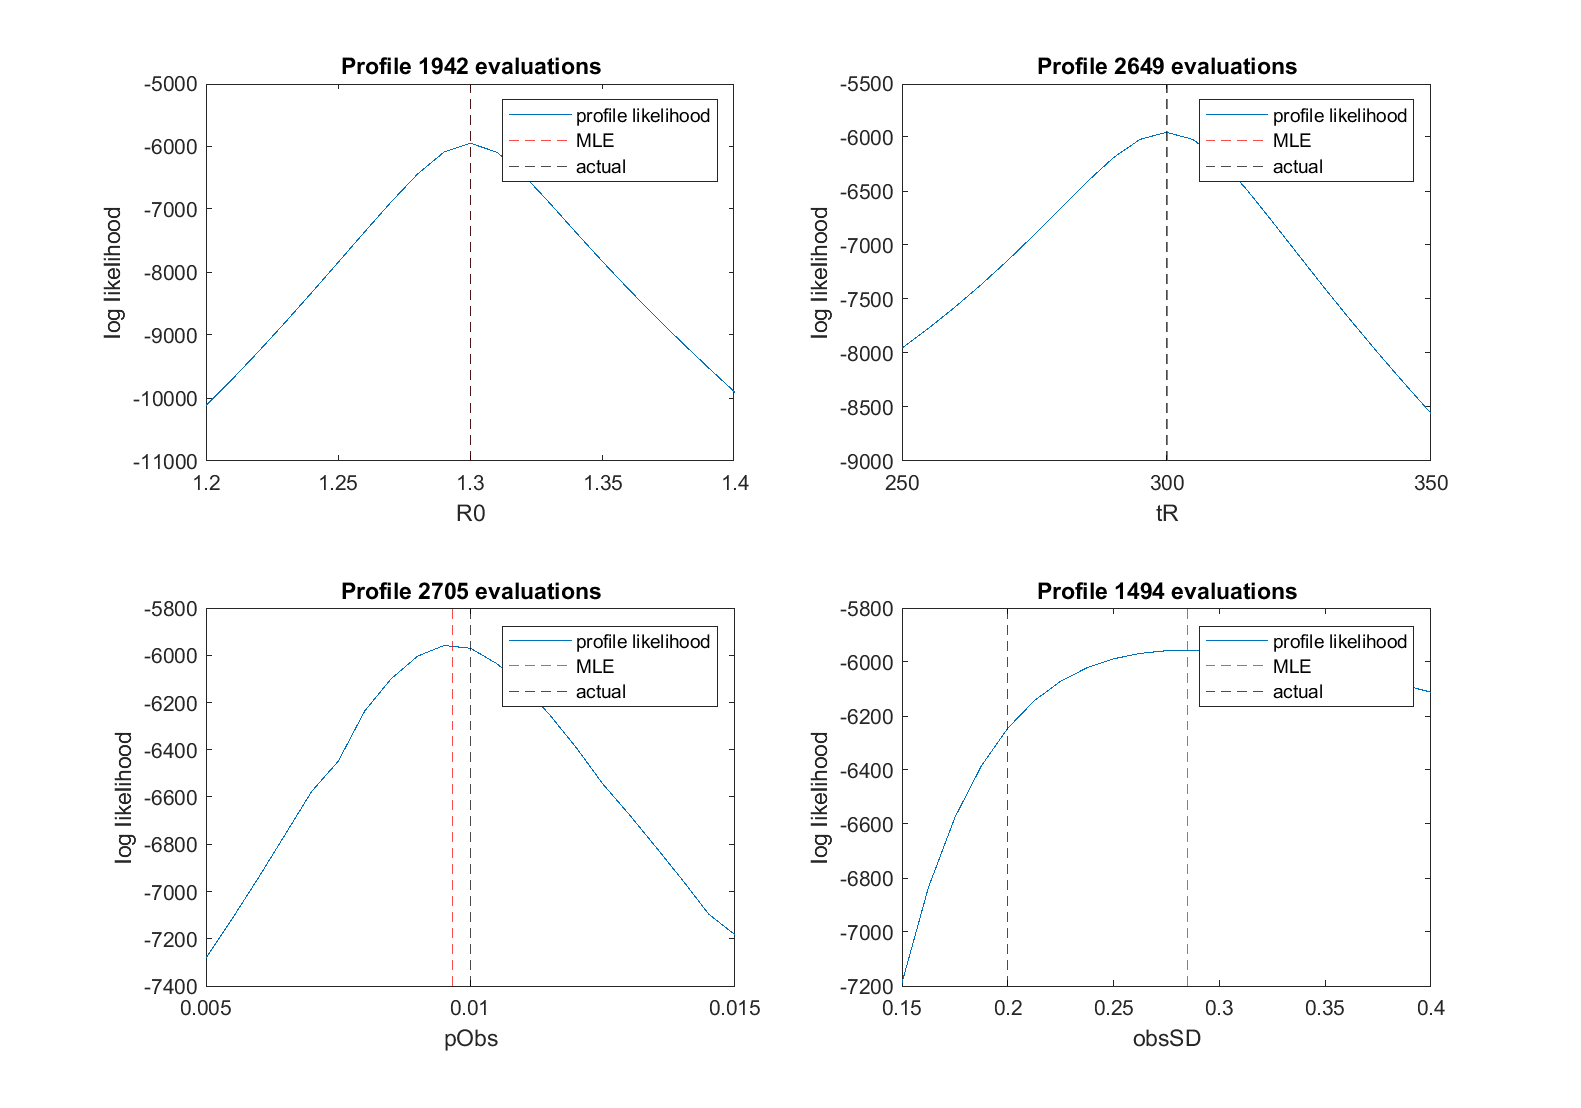 Profile 1942 evaluations
-5000
-6000
-7000
-8000
-9000
-10000
-11000
log likelihood
1.2 1.25 1.3 1.35 1.4
R0
profile likelihood
MLE
actual
Profile 2649 evaluations
-5500
-6000
-6500
-7000
-7500
-8000
-8500
-9000
log likelihood
250 300 350
tR
profile likelihood
MLE
actual
Profile 2705 evaluations
-5800
-6000
-6200
-6400
-6600
-6800
-7000
-7200
-7400
log likelihood
0.005 0.01 0.015
pObs
profile likelihood
MLE
actual
Profile 1494 evaluations
-5800
-6000
-6200
-6400
-6600
-6800
-7000
-7200
log likelihood
0.15 0.2 0.25 0.3 0.35 0.4
obsSD
profile likelihood
MLE
actual